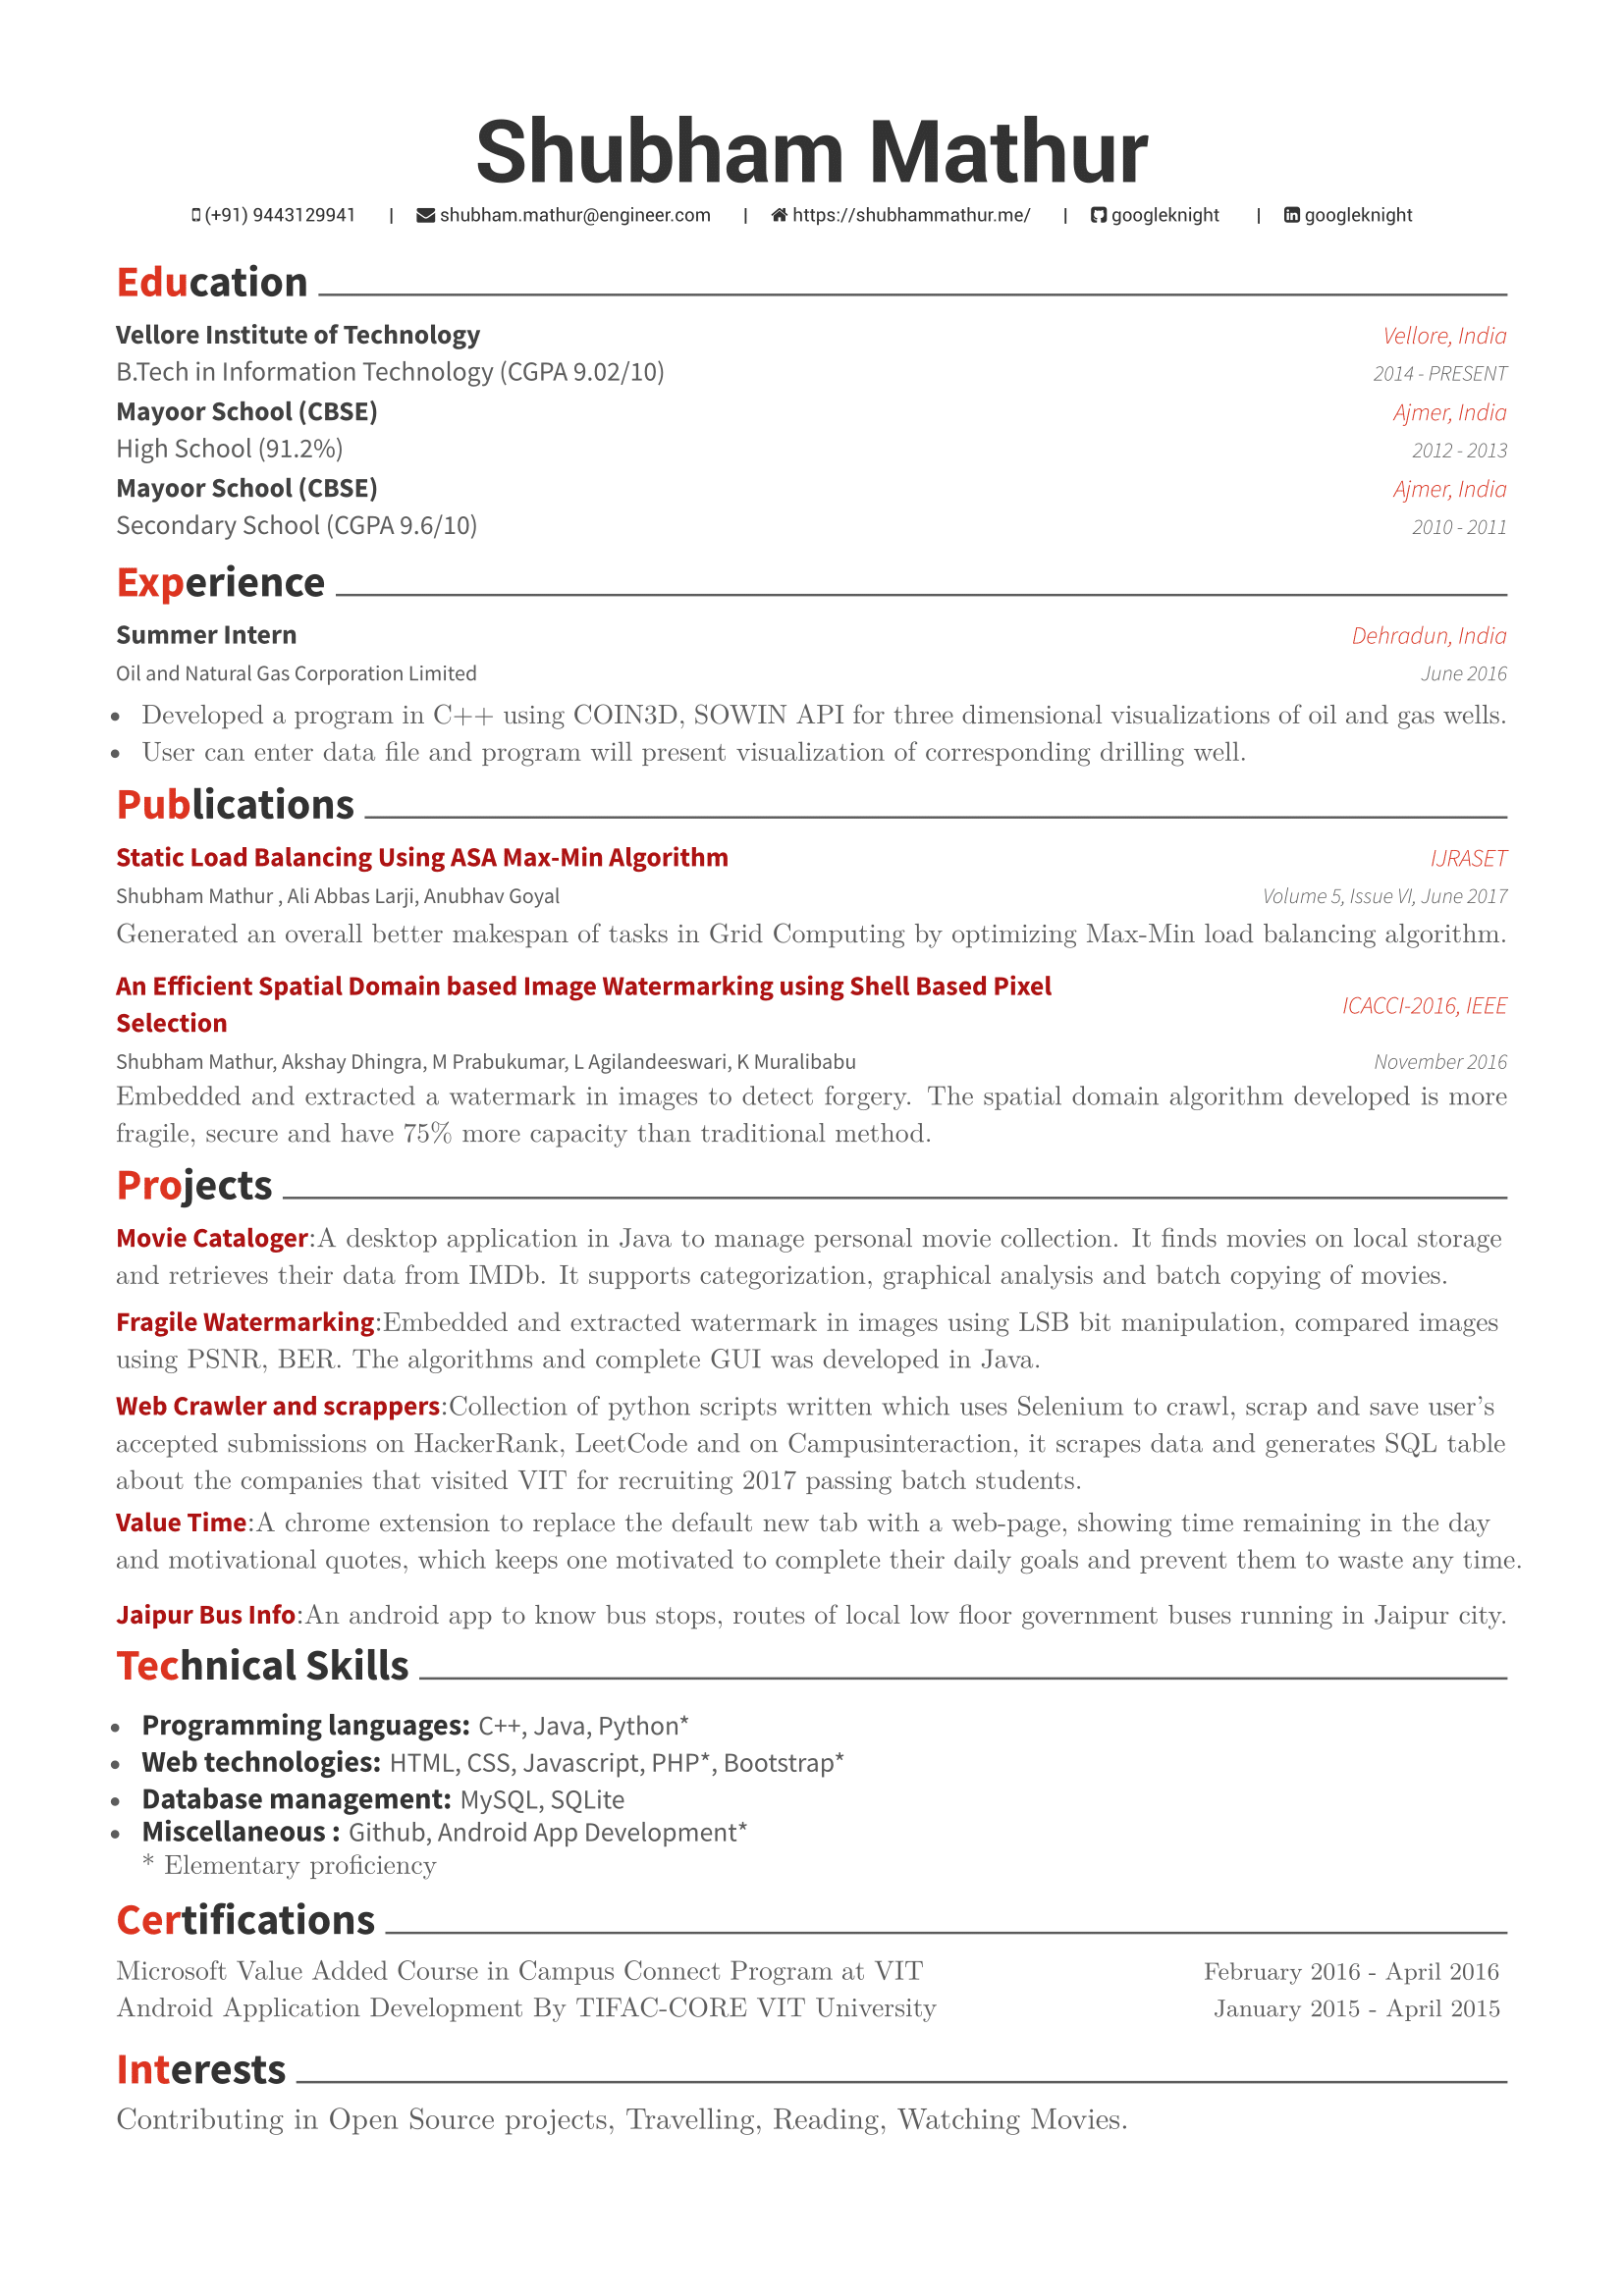 Shubham Mathur
(+91) 9443129941 | shubham.mathur@engineer.com | https://shubhammathur.me/ | googleknight | googleknight
Education
Vellore Institute of Technology Vellore, India
B.Tech in Information Technology (CGPA 9.02/10) 2014 - PRESENT
Mayoor School (CBSE) Ajmer, India
High School (91.2%) 2012 - 2013
Mayoor School (CBSE) Ajmer, India
Secondary School (CGPA 9.6/10) 2010 - 2011
Experience
Summer Intern Dehradun, India
Oil and Natural Gas Corporation Limited June 2016
• Developed a program in C++ using COIN3D, SOWIN API for three dimensional visualizations of oil and gas wells.
• User can enter data file and program will present visualization of corresponding drilling well.
Publications
Static Load Balancing Using ASA Max-Min Algorithm IJRASET
Shubham Mathur , Ali Abbas Larji, Anubhav Goyal Volume 5, Issue VI, June 2017
Generated an overall better makespan of tasks in Grid Computing by optimizing Max-Min load balancing algorithm.
An Efficient Spatial Domain based Image Watermarking using Shell Based Pixel
Selection ICACCI-2016, IEEE
Shubham Mathur, Akshay Dhingra, M Prabukumar, L Agilandeeswari, K Muralibabu November 2016
Embedded and extracted a watermark in images to detect forgery. The spatial domain algorithm developed is more
fragile, secure and have 75% more capacity than traditional method.
Projects
Movie Cataloger:A desktop application in Java to manage personal movie collection. It finds movies on local storage
and retrieves their data from IMDb. It supports categorization, graphical analysis and batch copying of movies.
Fragile Watermarking:Embedded and extracted watermark in images using LSB bit manipulation, compared images
using PSNR, BER. The algorithms and complete GUI was developed in Java.
Web Crawler and scrappers:Collection of python scripts written which uses Selenium to crawl, scrap and save user's
accepted submissions on HackerRank, LeetCode and on Campusinteraction, it scrapes data and generates SQL table
about the companies that visited VIT for recruiting 2017 passing batch students.
Value Time:A chrome extension to replace the default new tab with a web-page, showing time remaining in the day
and motivational quotes, which keeps one motivated to complete their daily goals and prevent them to waste any time.
Jaipur Bus Info:An android app to know bus stops, routes of local low floor government buses running in Jaipur city.
Technical Skills
• Programming languages: C++, Java, Python*
• Web technologies: HTML, CSS, Javascript, PHP*, Bootstrap*
• Database management: MySQL, SQLite
• Miscellaneous : Github, Android App Development*
* Elementary proficiency
Certifications
Microsoft Value Added Course in Campus Connect Program at VIT February 2016 - April 2016
Android Application Development By TIFAC-CORE VIT University January 2015 - April 2015
Interests
Contributing in Open Source projects, Travelling, Reading, Watching Movies.